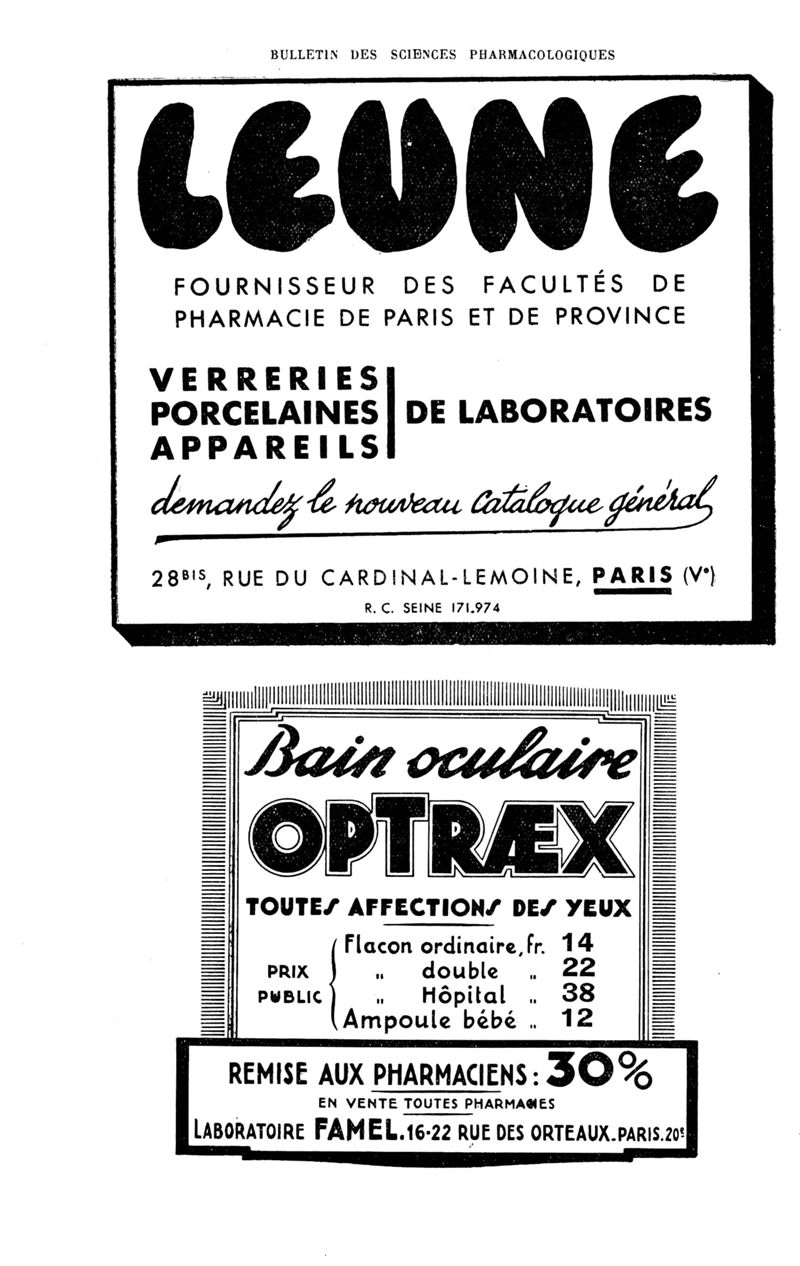 BULLETIN DES SCIENCES PHARMACOLOGIQUES
LEUNE
FOURNISSEUR DES FACULTÉS DE
PHARMACIE DE PARIS ET DE PROVINCE
VERRERIES
PORCELAINES DE LABORATOIRES
APPAREILS
demandez le nouveau Catalogue général
28BIS, RUE DU CARDINAL-LEMOINE, PARIS (Ve)
R. C. SEINE 171.974
Bain oculaire
OPTRÆX
TOUTES AFFECTIONS DES YEUX
PRIX PUBLIC
Flacon ordinaire, fr. 14
„ double „ 22
„ Hôpital „ 38
Ampoule bébé „ 12
REMISE AUX PHARMACIENS : 30%
EN VENTE TOUTES PHARMACIES
LABORATOIRE FAMEL. 16-22 RUE DES ORTEAUX_PARIS.20e